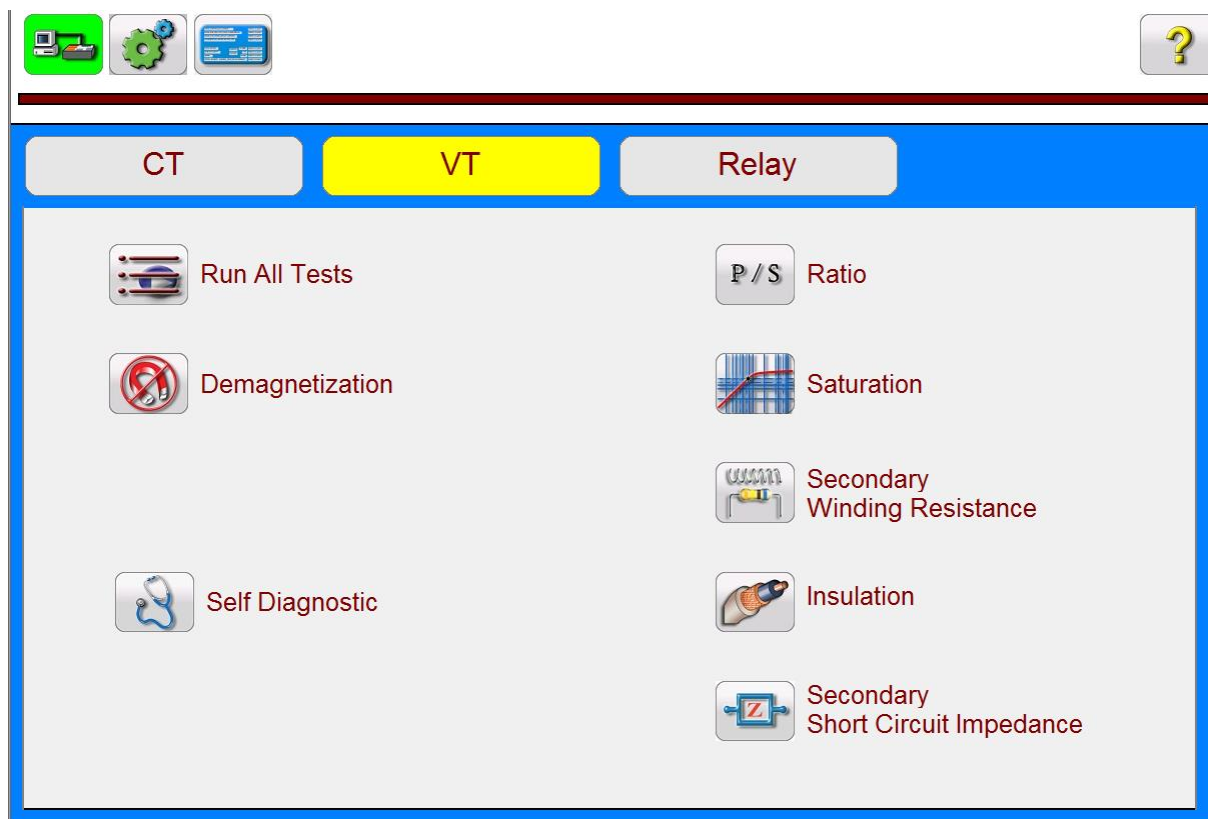 ?
CT
VT
Relay
Run All Tests
P / S
Ratio
Demagnetization
Saturation
Secondary
Winding Resistance
Self Diagnostic
Insulation
Z
Secondary
Short Circuit Impedance